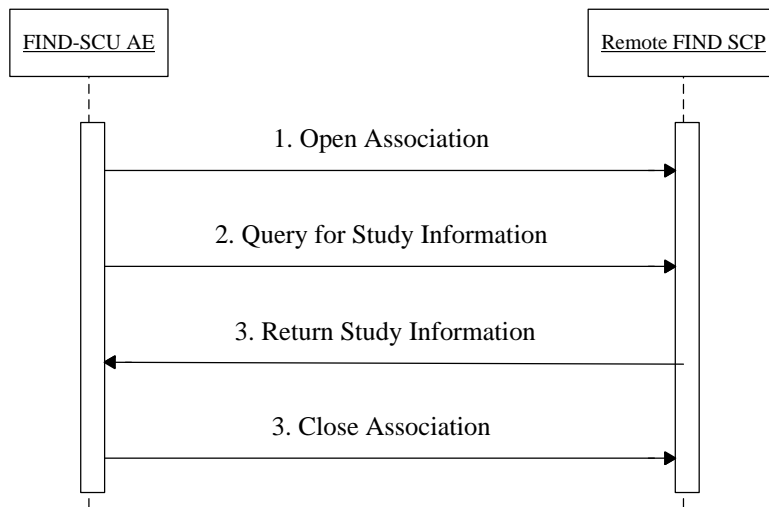 FIND-SCU AE
Remote FIND SCP
1. Open Association
2. Query for Study Information
3. Return Study Information
3. Close Association